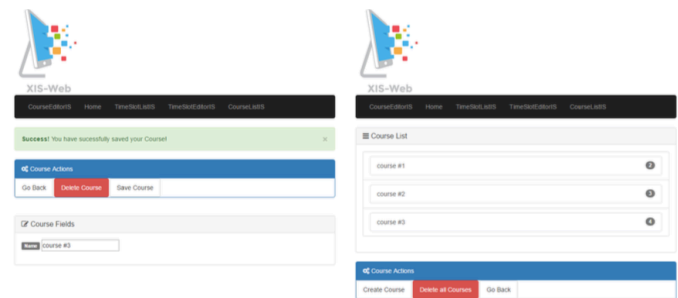 XIS-Web
CourseEditorIS Home TimeSlotListIS TimeSlotEditorIS CourseListIS
Success! You have sucessfully saved your Course! ×
Course Actions
Go Back Delete Course Save Course
Course Fields
Name course #3
XIS-Web
CourseEditorIS Home TimeSlotListIS TimeSlotEditorIS CourseListIS
Course List
course #1 2
course #2 3
course #3 4
Course Actions
Create Course Delete all Courses Go Back